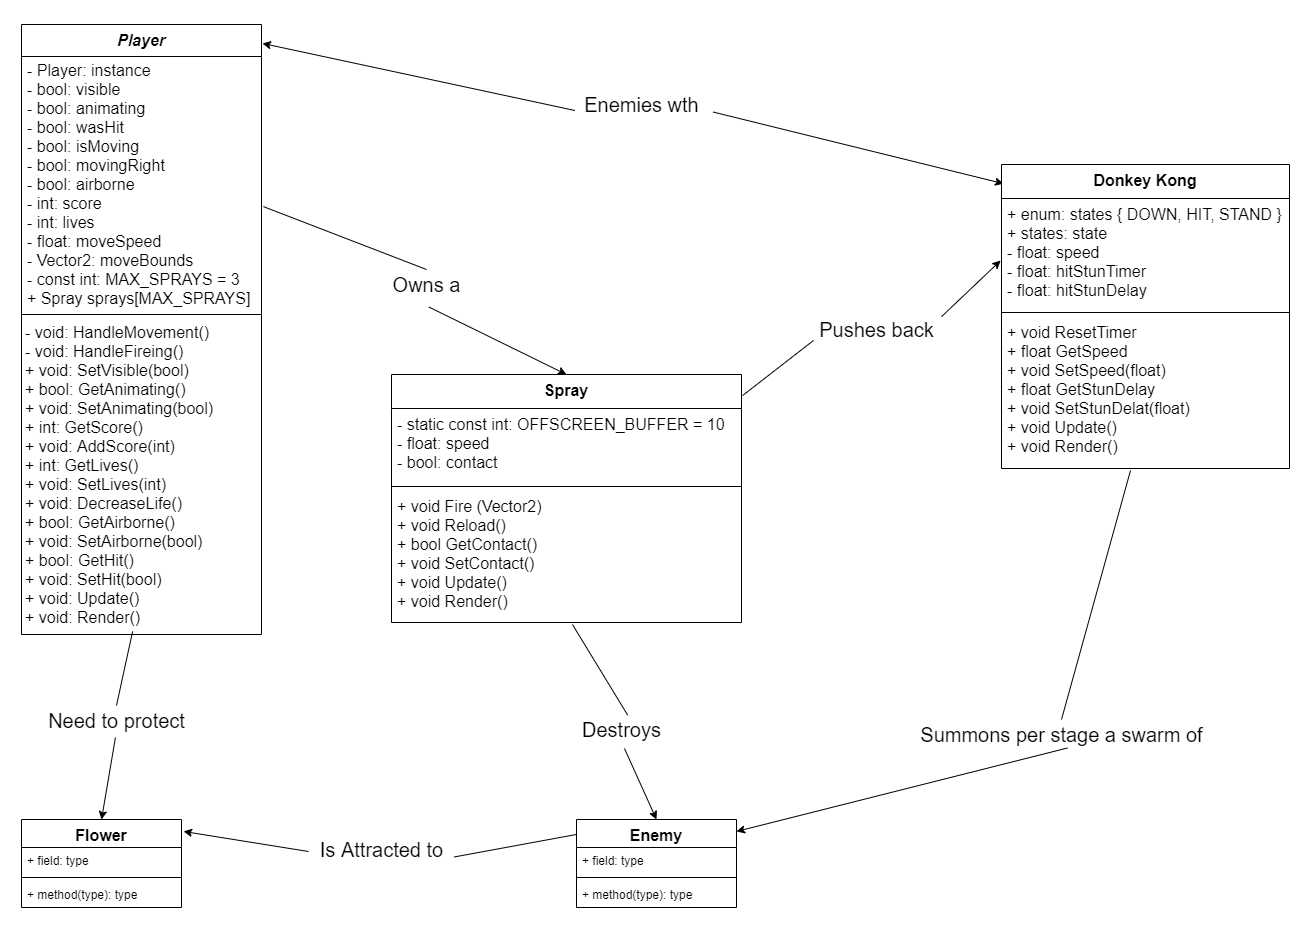 Player
- Player: instance
- bool: visible
- bool: animating
- bool: wasHit
- bool: isMoving
- bool: movingRight
- bool: airborne
- int: score
- int: lives
- float: moveSpeed
- Vector2: moveBounds
- const int: MAX_SPRAYS = 3
+ Spray sprays[MAX_SPRAYS]
- void: HandleMovement()
- void: HandleFireing()
+ void: SetVisible(bool)
+ bool: GetAnimating()
+ void: SetAnimating(bool)
+ int: GetScore()
+ void: AddScore(int)
+ int: GetLives()
+ void: SetLives(int)
+ void: DecreaseLife()
+ bool: GetAirborne()
+ void: SetAirborne(bool)
+ bool: GetHit()
+ void: SetHit(bool)
+ void: Update()
+ void: Render()
Enemies wth
Donkey Kong
+ enum: states { DOWN, HIT, STAND }
+ states: state
- float: speed
- float: hitStunTimer
- float: hitStunDelay
+ void ResetTimer
+ float GetSpeed
+ void SetSpeed(float)
+ float GetStunDelay
+ void SetStunDelat(float)
+ void Update()
+ void Render()
Owns a
Pushes back
Spray
- static const int: OFFSCREEN_BUFFER = 10
- float: speed
- bool: contact
+ void Fire (Vector2)
+ void Reload()
+ bool GetContact()
+ void SetContact()
+ void Update()
+ void Render()
Need to protect
Destroys
Summons per stage a swarm of
Flower
+ field: type
+ method(type): type
Is Attracted to
Enemy
+ field: type
+ method(type): type